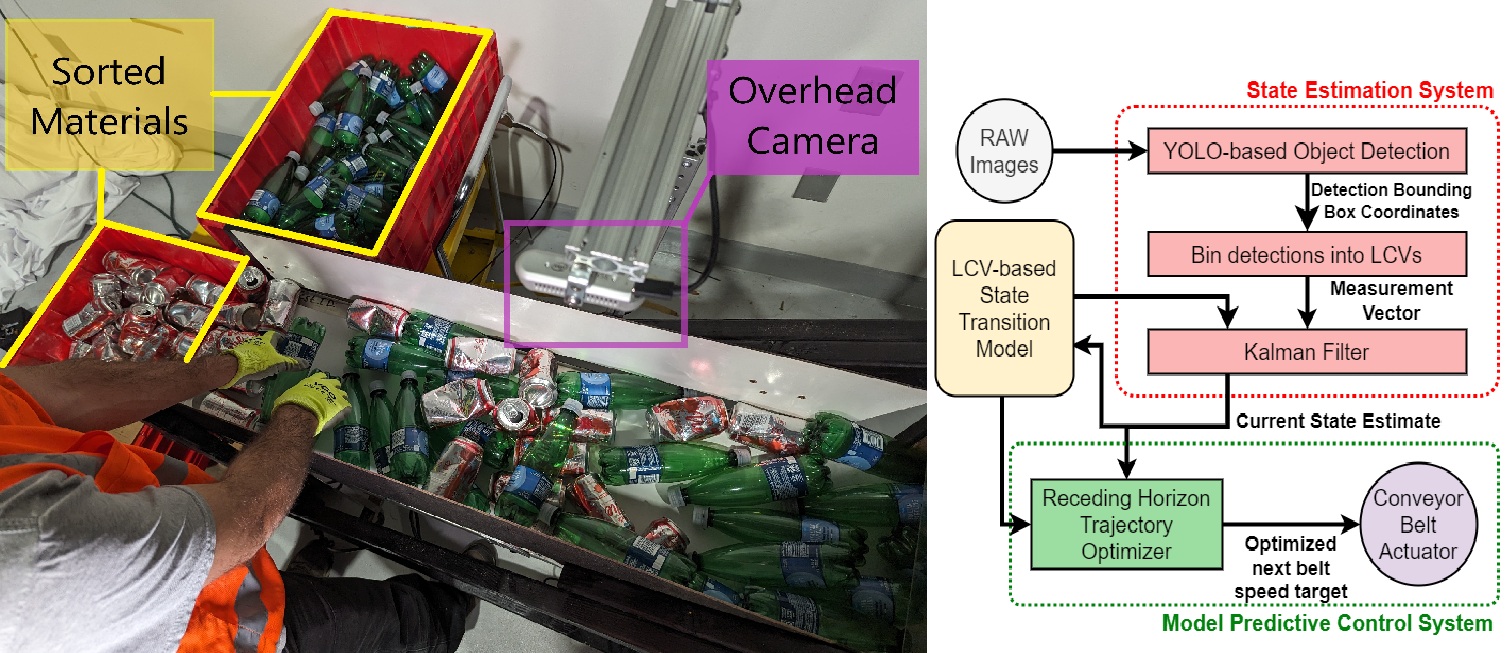 Sorted
Materials
Overhead
Camera
State Estimation System
RAW
Images
YOLO-based Object Detection
Detection Bounding
Box Coordinates
Bin detections into LCVs
Measurement
Vector
Kalman Filter
LCV-based
State
Transition
Model
Current State Estimate
Receding Horizon
Trajectory
Optimizer
Optimized
next belt
speed target
Conveyor
Belt
Actuator
Model Predictive Control System